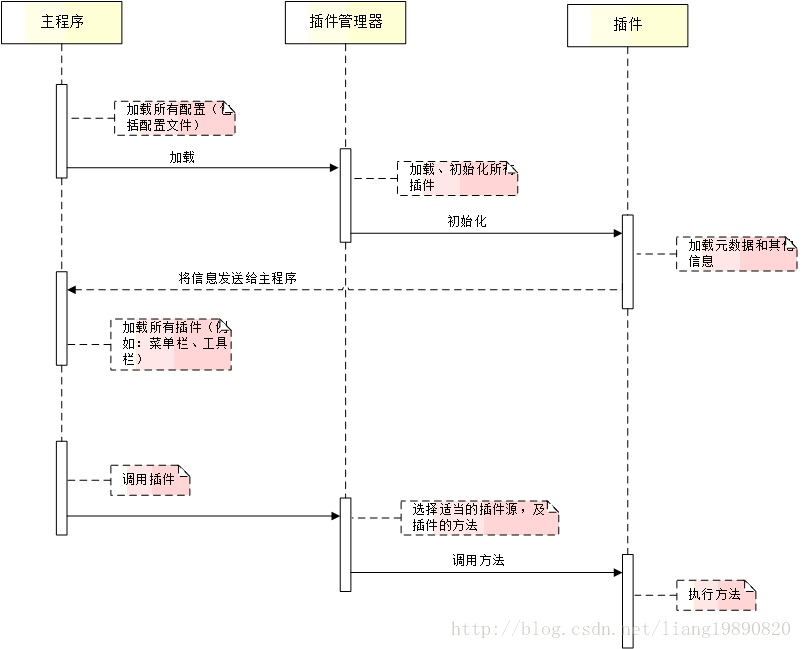 主程序
插件管理器
插件
加载所有配置（包
括配置文件）
加载
加载、初始化所有
插件
初始化
加载元数据和其他
信息
将信息发送给主程序
加载所有插件（例
如：菜单栏、工具
栏）
调用插件
选择适当的插件源，及
插件的方法
调用方法
执行方法
http://blog.csdn.net/liang19890820